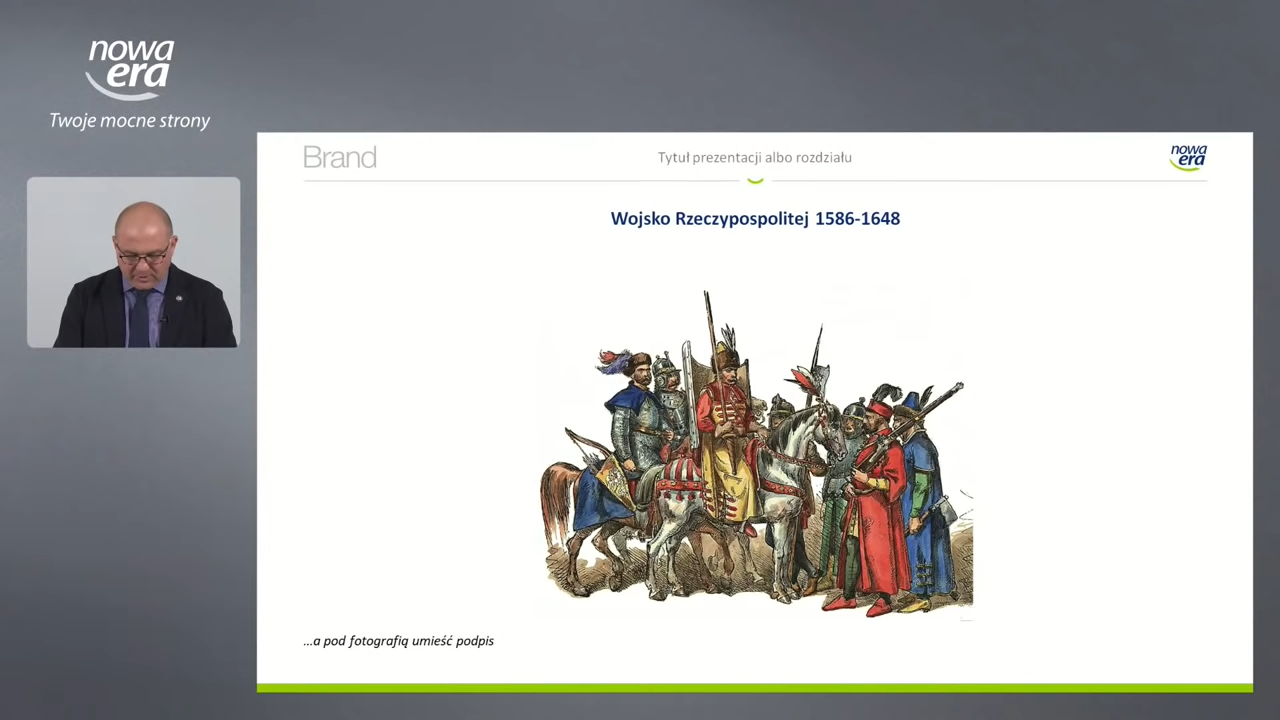 nowa
era
Twoje mocne strony
Brand
Tytuł prezentacji albo rozdziału
nowa
era
Wojsko Rzeczypospolitej 1586-1648
...a pod fotografią umieść podpis